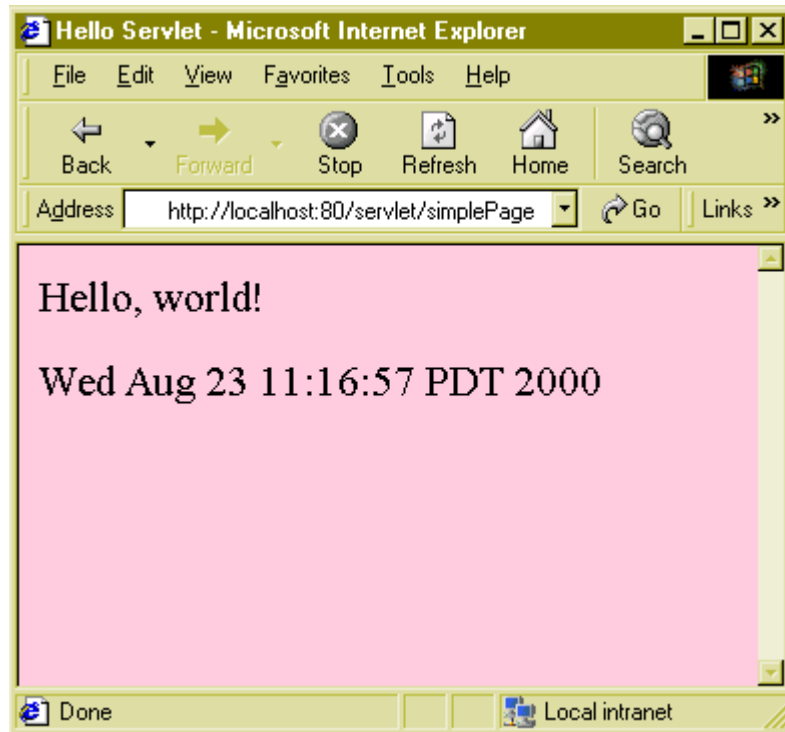 Hello Servlet - Microsoft Internet Explorer
File Edit View Favorites Tools Help
Back Forward Stop Refresh Home Search »
Address http://localhost:80/servlet/simplePage Go Links »
Hello, world!
Wed Aug 23 11:16:57 PDT 2000
Done Local intranet